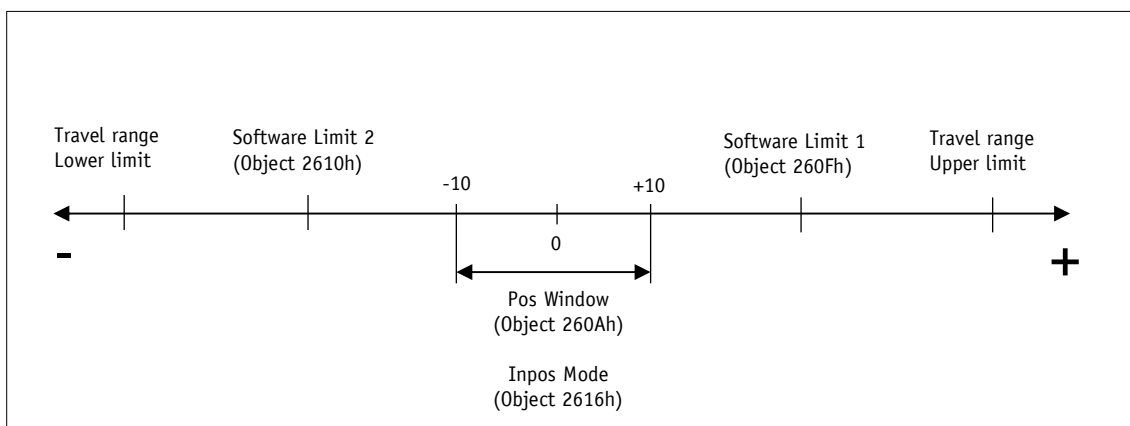 Travel range
Lower limit
Software Limit 2
(Object 2610h)
Software Limit 1
(Object 260Fh)
Travel range
Upper limit
-10
+10
0
-
+
Pos Window
(Object 260Ah)
Inpos Mode
(Object 2616h)